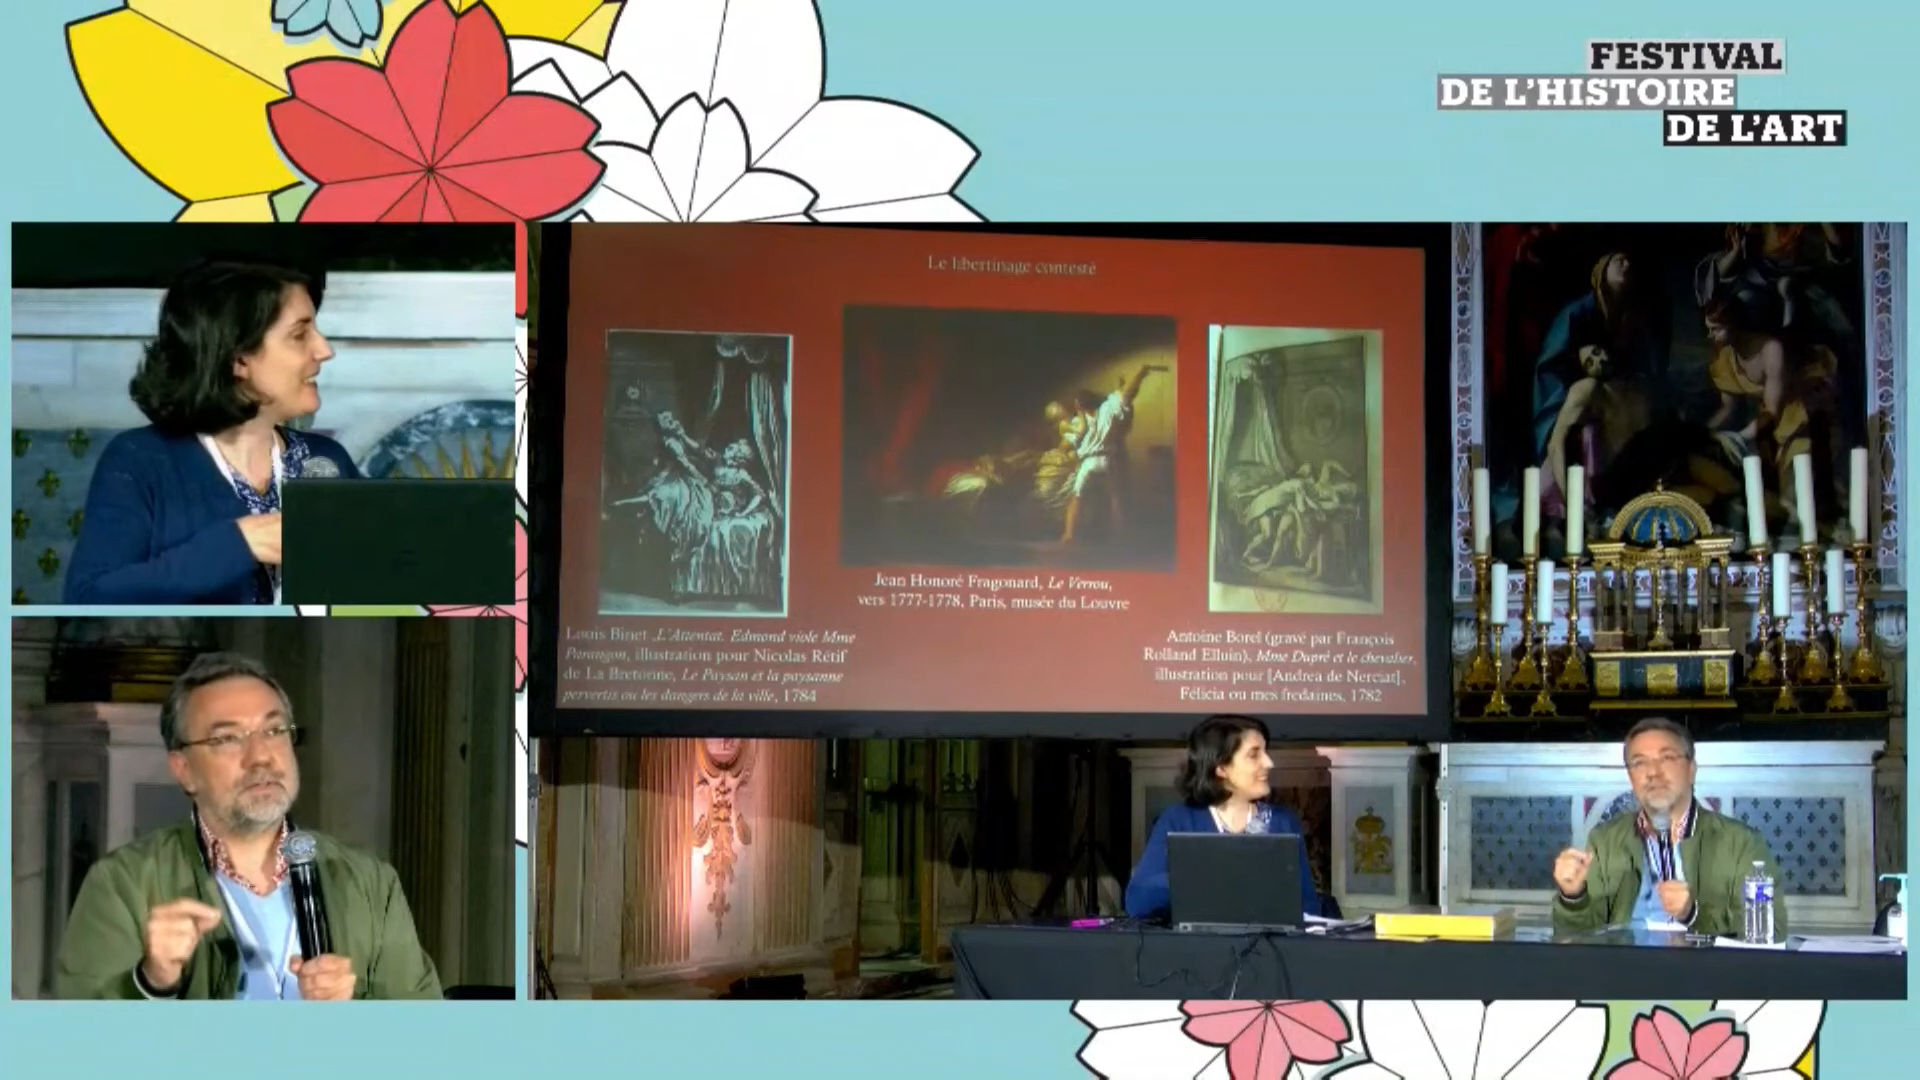 FESTIVAL
DE L'HISTOIRE
DE L'ART
Le libertinage contesté
Jean Honoré Fragonard, Le Verrou,
vers 1777-1778, Paris, musée du Louvre
Louis Binet ,L'Attentat. Edmond viole Mme
Parangon, illustration pour Nicolas Rétif
de La Bretonne, Le Paysan et la paysanne
pervertis ou les dangers de la ville, 1784
Antoine Borel (gravé par François
Rolland Elluin), Mme Dupré et le chevalier,
illustration pour [Andrea de Nerciat],
Félicia ou mes fredaines, 1782